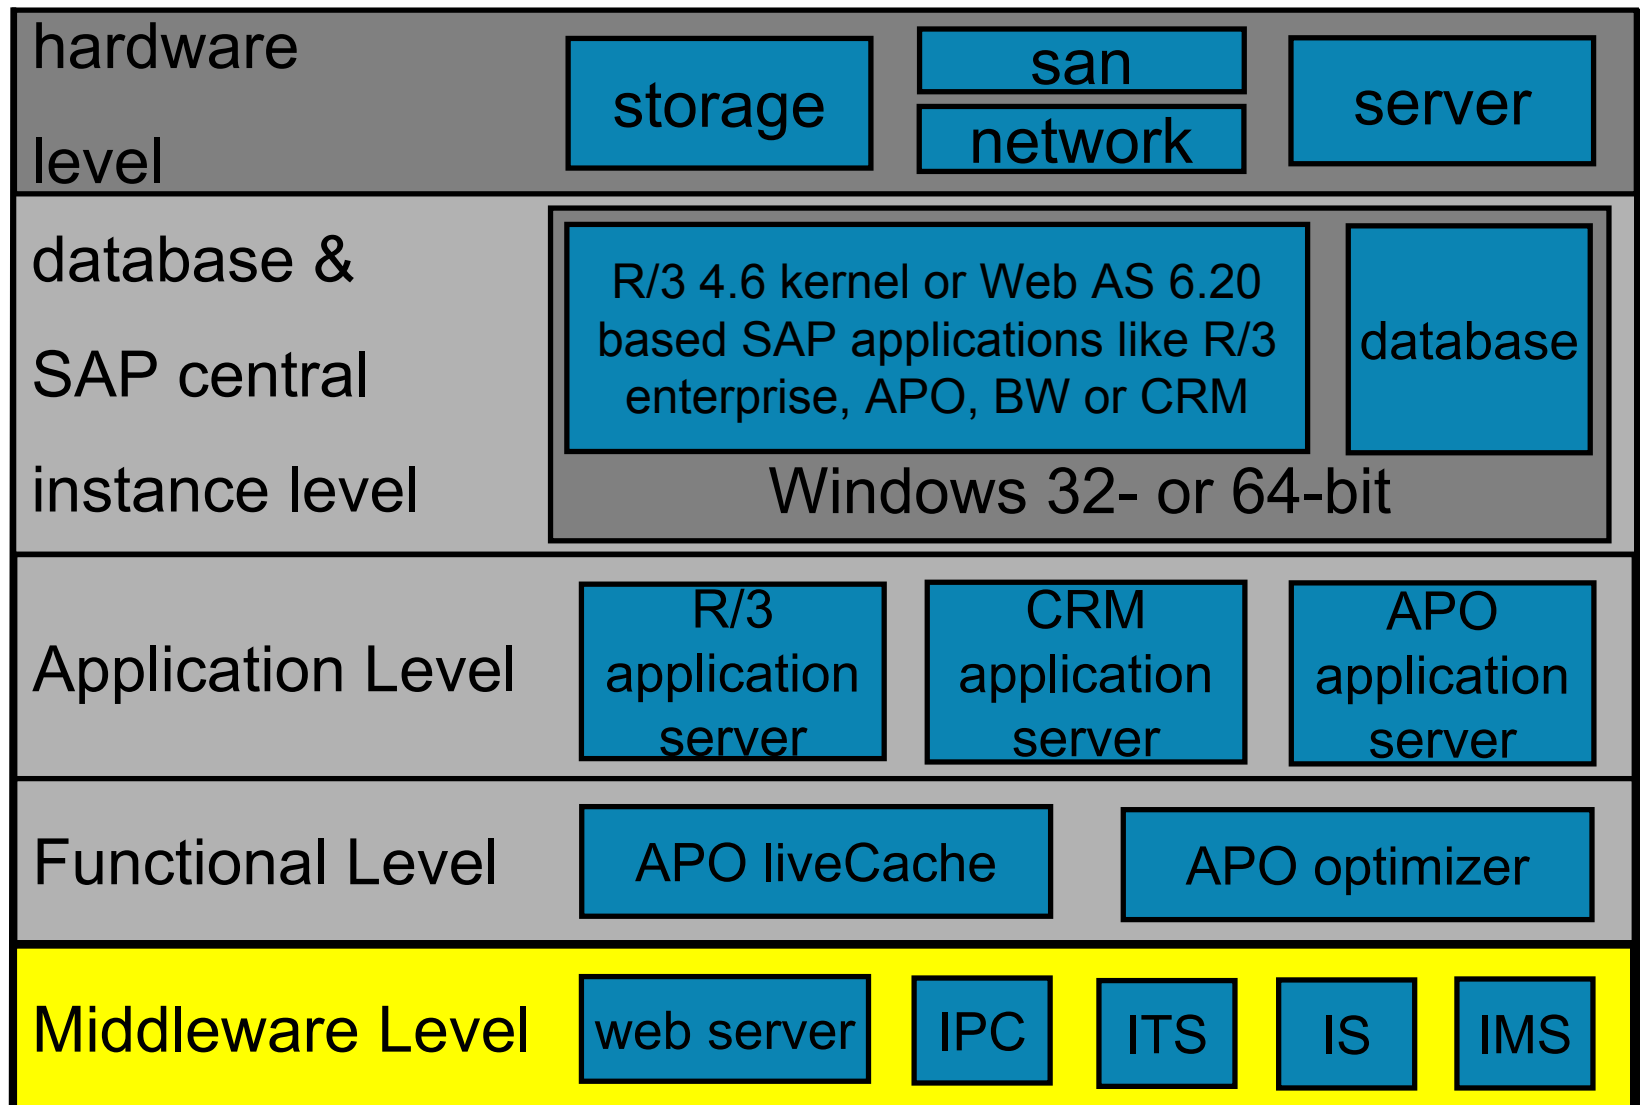 hardware
level
storage
san
network
server
database &
SAP central
instance level
R/3 4.6 kernel or Web AS 6.20
based SAP applications like R/3
enterprise, APO, BW or CRM
database
Windows 32- or 64-bit
Application Level
R/3
application
server
CRM
application
server
APO
application
server
Functional Level
APO liveCache
APO optimizer
Middleware Level
web server
IPC
ITS
IS
IMS